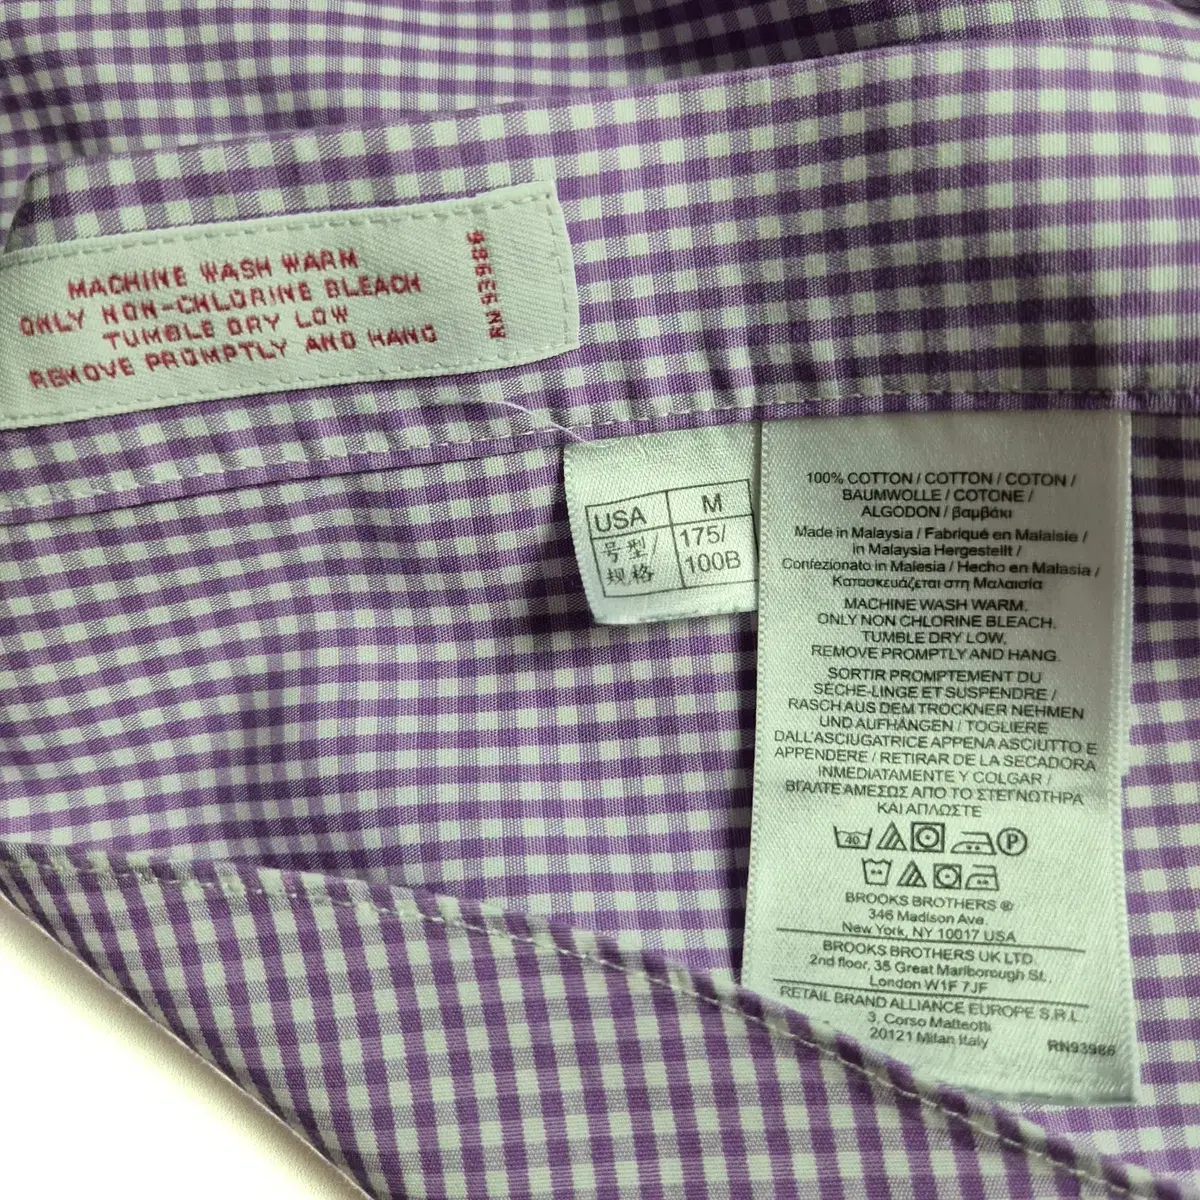 MACHINE WASH WARM
ONLY NON-CHLORINE BLEACH
TUMBLE DRY LOW
REMOVE PROMPTLY AND HANG
RN93986
USA M
号型/规格 175/100B
100% COTTON / COTTON / COTON /
BAUMWOLLE / COTONE /
ALGODON / βαμβάκι
Made in Malaysia / Fabriqué en Malaisie /
in Malaysia Hergestellt /
Confezionato in Malesia / Hecho en Malasia /
Κατασκευάζεται στη Μαλαισία
MACHINE WASH WARM.
ONLY NON CHLORINE BLEACH.
TUMBLE DRY LOW.
REMOVE PROMPTLY AND HANG.
SORTIR PROMPTEMENT DU
SÈCHE-LINGE ET SUSPENDRE /
RASCH AUS DEM TROCKNER NEHMEN
UND AUFHÄNGEN / TOGLIERE
DALL'ASCIUGATRICE APPENA ASCIUTTO E
APPENDERE / RETIRAR DE LA SECADORA
INMEDIATAMENTE Y COLGAR /
ΒΓΑΛΤΕ ΑΜΕΣΩΣ ΑΠΟ ΤΟ ΣΤΕΓΝΩΤΗΡΑ
ΚΑΙ ΑΠΛΩΣΤΕ
40 P
BROOKS BROTHERS ®
346 Madison Ave.
New York, NY 10017 USA
BROOKS BROTHERS UK LTD.
2nd floor, 35 Great Marlborough St.,
London W1F 7JF
RETAIL BRAND ALLIANCE EUROPE S.R.L.
3, Corso Matteotti
20121 Milan Italy
RN93986